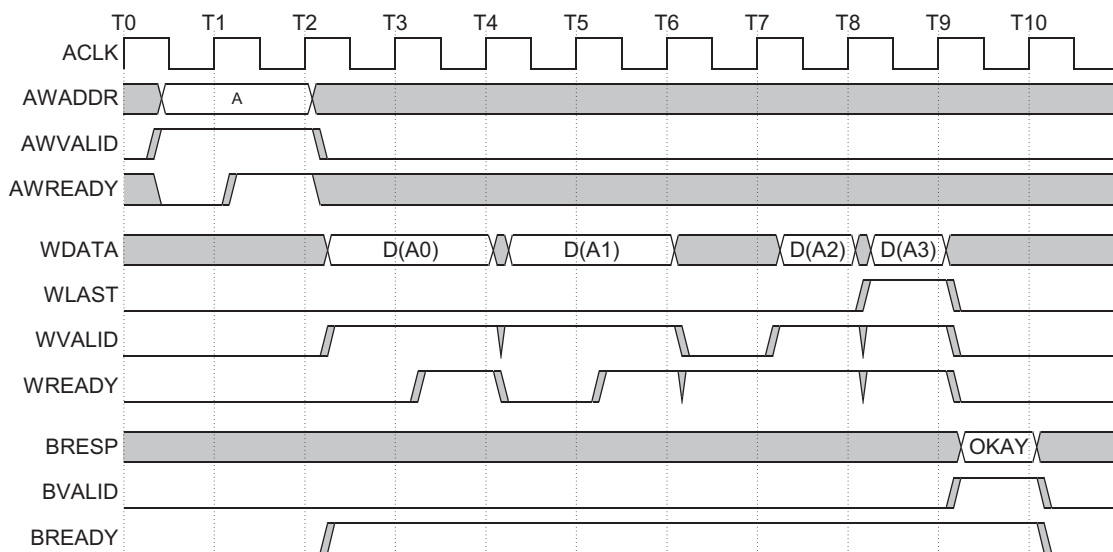 T0 T1 T2 T3 T4 T5 T6 T7 T8 T9 T10
ACLK
AWADDR A
AWVALID
AWREADY
WDATA D(A0) D(A1) D(A2) D(A3)
WLAST
WVALID
WREADY
BRESP OKAY
BVALID
BREADY